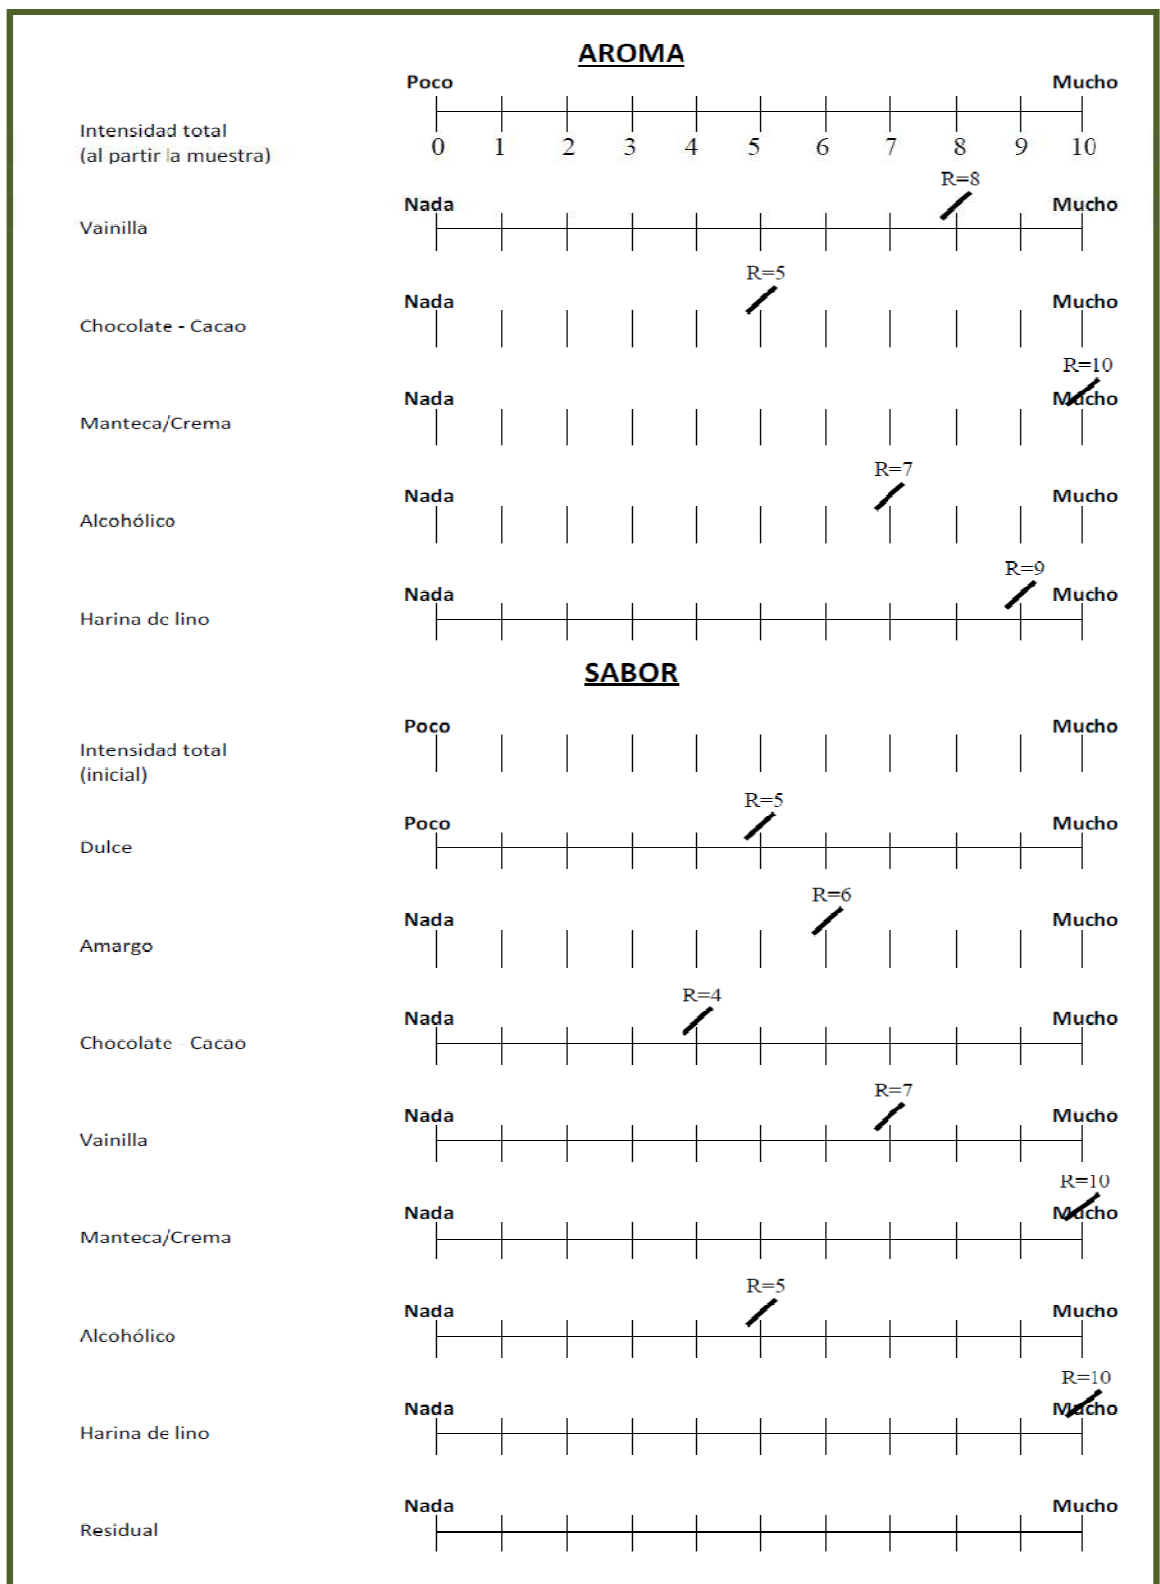 AROMA
Poco Mucho
Intensidad total
(al partir la muestra)
0 1 2 3 4 5 6 7 8 9 10
R=8
Nada Mucho
Vainilla
R=5
Nada Mucho
Chocolate - Cacao
R=10
Nada Mucho
Manteca/Crema
R=7
Nada Mucho
Alcohólico
R=9
Nada Mucho
Harina de lino
SABOR
Poco Mucho
Intensidad total
(inicial)
R=5
Poco Mucho
Dulce
R=6
Nada Mucho
Amargo
R=4
Nada Mucho
Chocolate - Cacao
R=7
Nada Mucho
Vainilla
R=10
Nada Mucho
Manteca/Crema
R=5
Nada Mucho
Alcohólico
R=10
Nada Mucho
Harina de lino
Nada Mucho
Residual